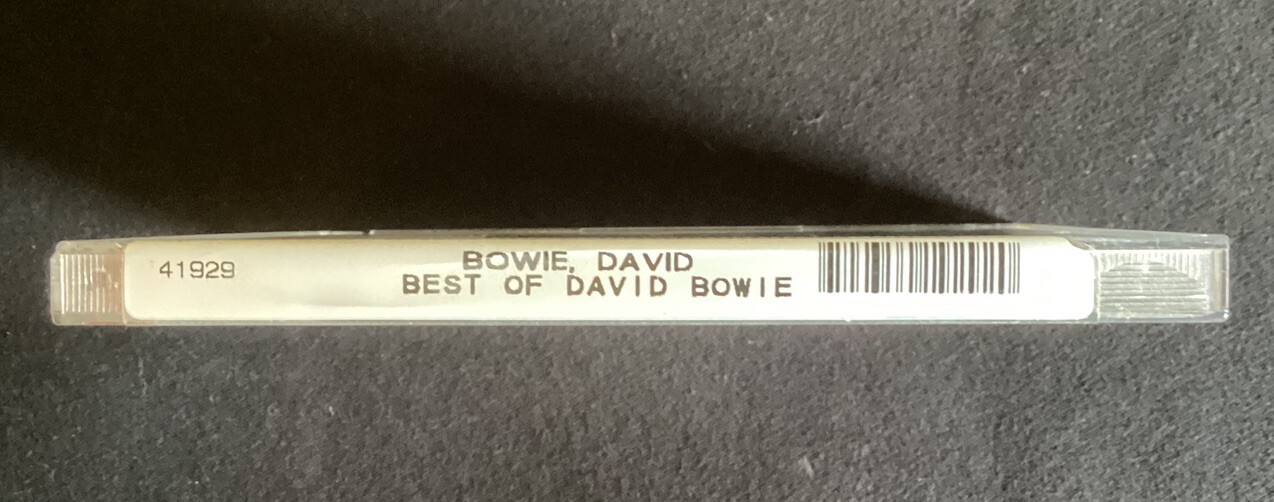 41929
BOWIE, DAVID
BEST OF DAVID BOWIE